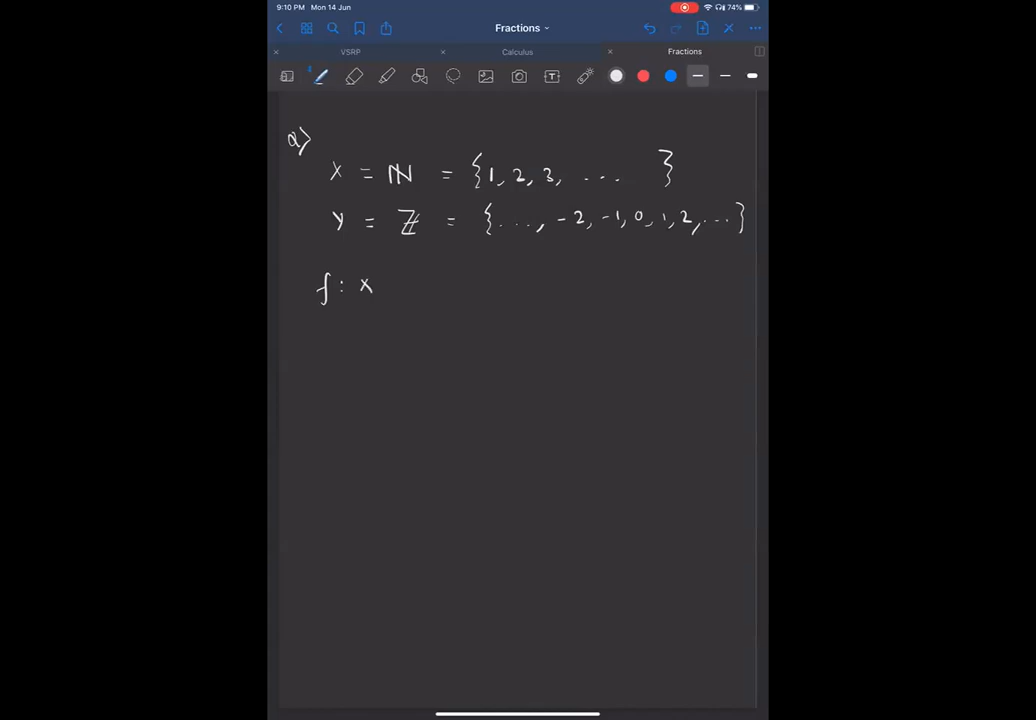 9:10 PM Mon 14 Jun 74%
Fractions
VSRP Calculus Fractions
Q)
X = ℕ = {1, 2, 3, ... }
Y = ℤ = {..., -2, -1, 0, 1, 2, ...}
f: X